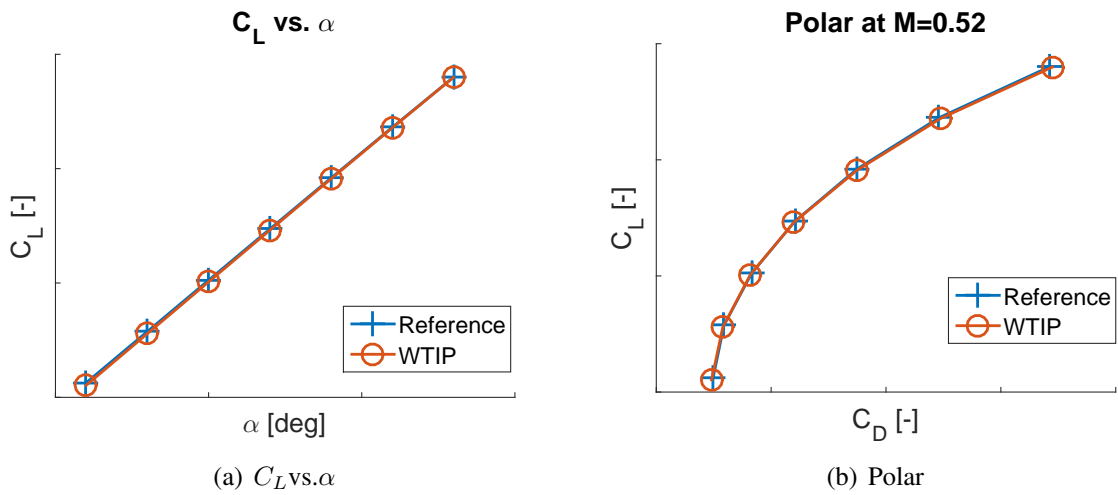 C_L vs. α
C_L [-]
Reference
WTIP
α [deg]
(a) C_L vs.α
Polar at M=0.52
C_L [-]
Reference
WTIP
C_D [-]
(b) Polar